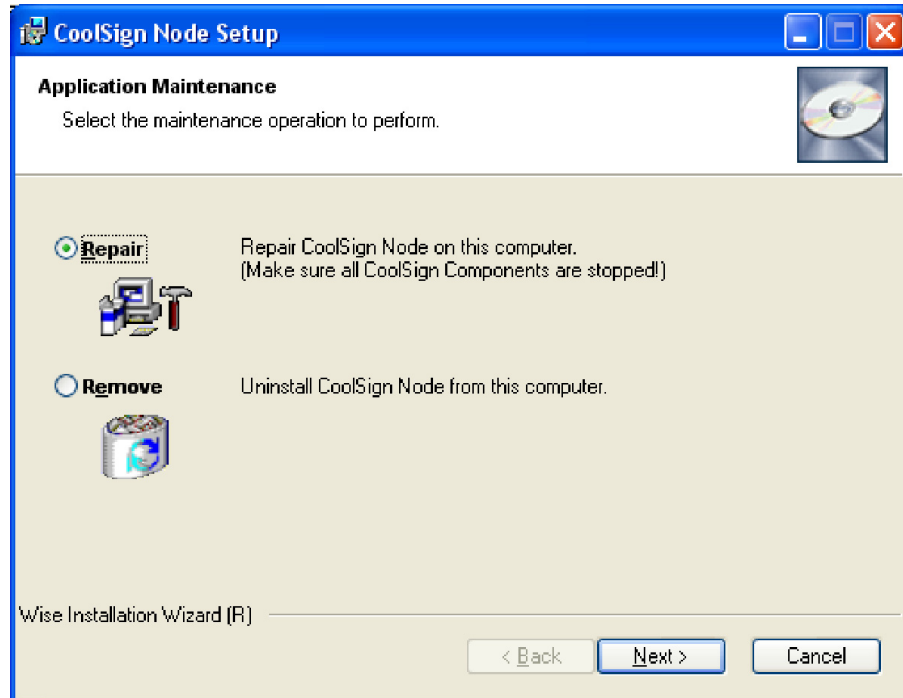 CoolSign Node Setup
Application Maintenance
Select the maintenance operation to perform.
Repair
Repair CoolSign Node on this computer.
(Make sure all CoolSign Components are stopped!)
Remove
Uninstall CoolSign Node from this computer.
Wise Installation Wizard (R)
< Back
Next >
Cancel